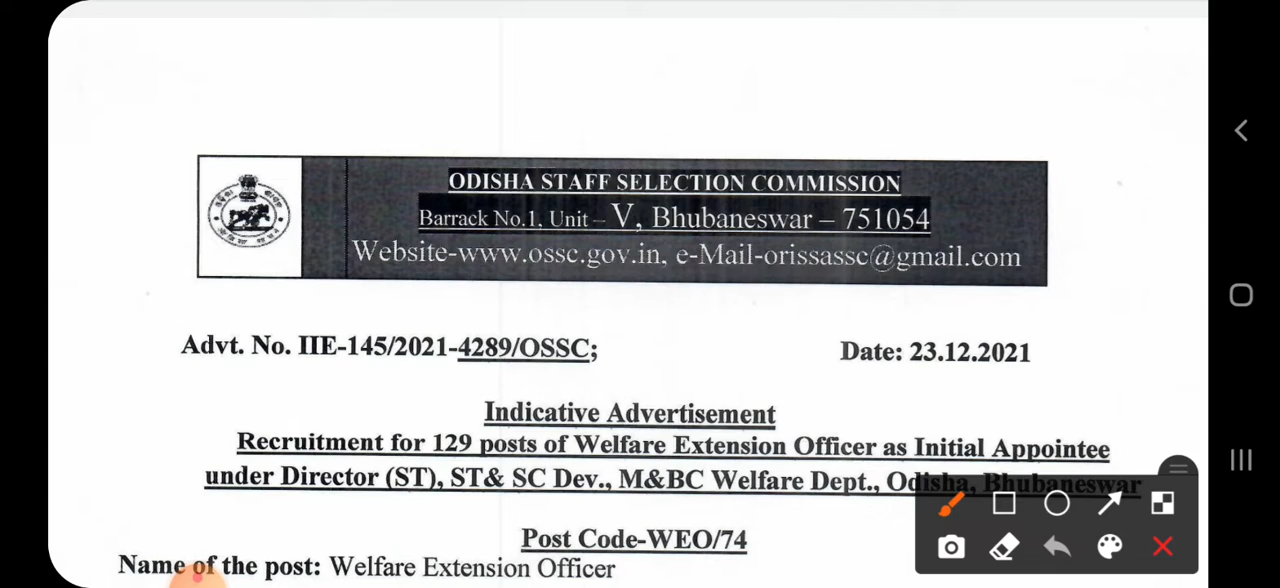 ODISHA STAFF SELECTION COMMISSION
Barrack No.1, Unit – V, Bhubaneswar – 751054
Website-www.ossc.gov.in, e-Mail-orissassc@gmail.com
Advt. No. IIE-145/2021-4289/OSSC; Date: 23.12.2021
Indicative Advertisement
Recruitment for 129 posts of Welfare Extension Officer as Initial Appointee
under Director (ST), ST& SC Dev., M&BC Welfare Dept., Odisha, Bhubaneswar
Post Code-WEO/74
Name of the post: Welfare Extension Officer